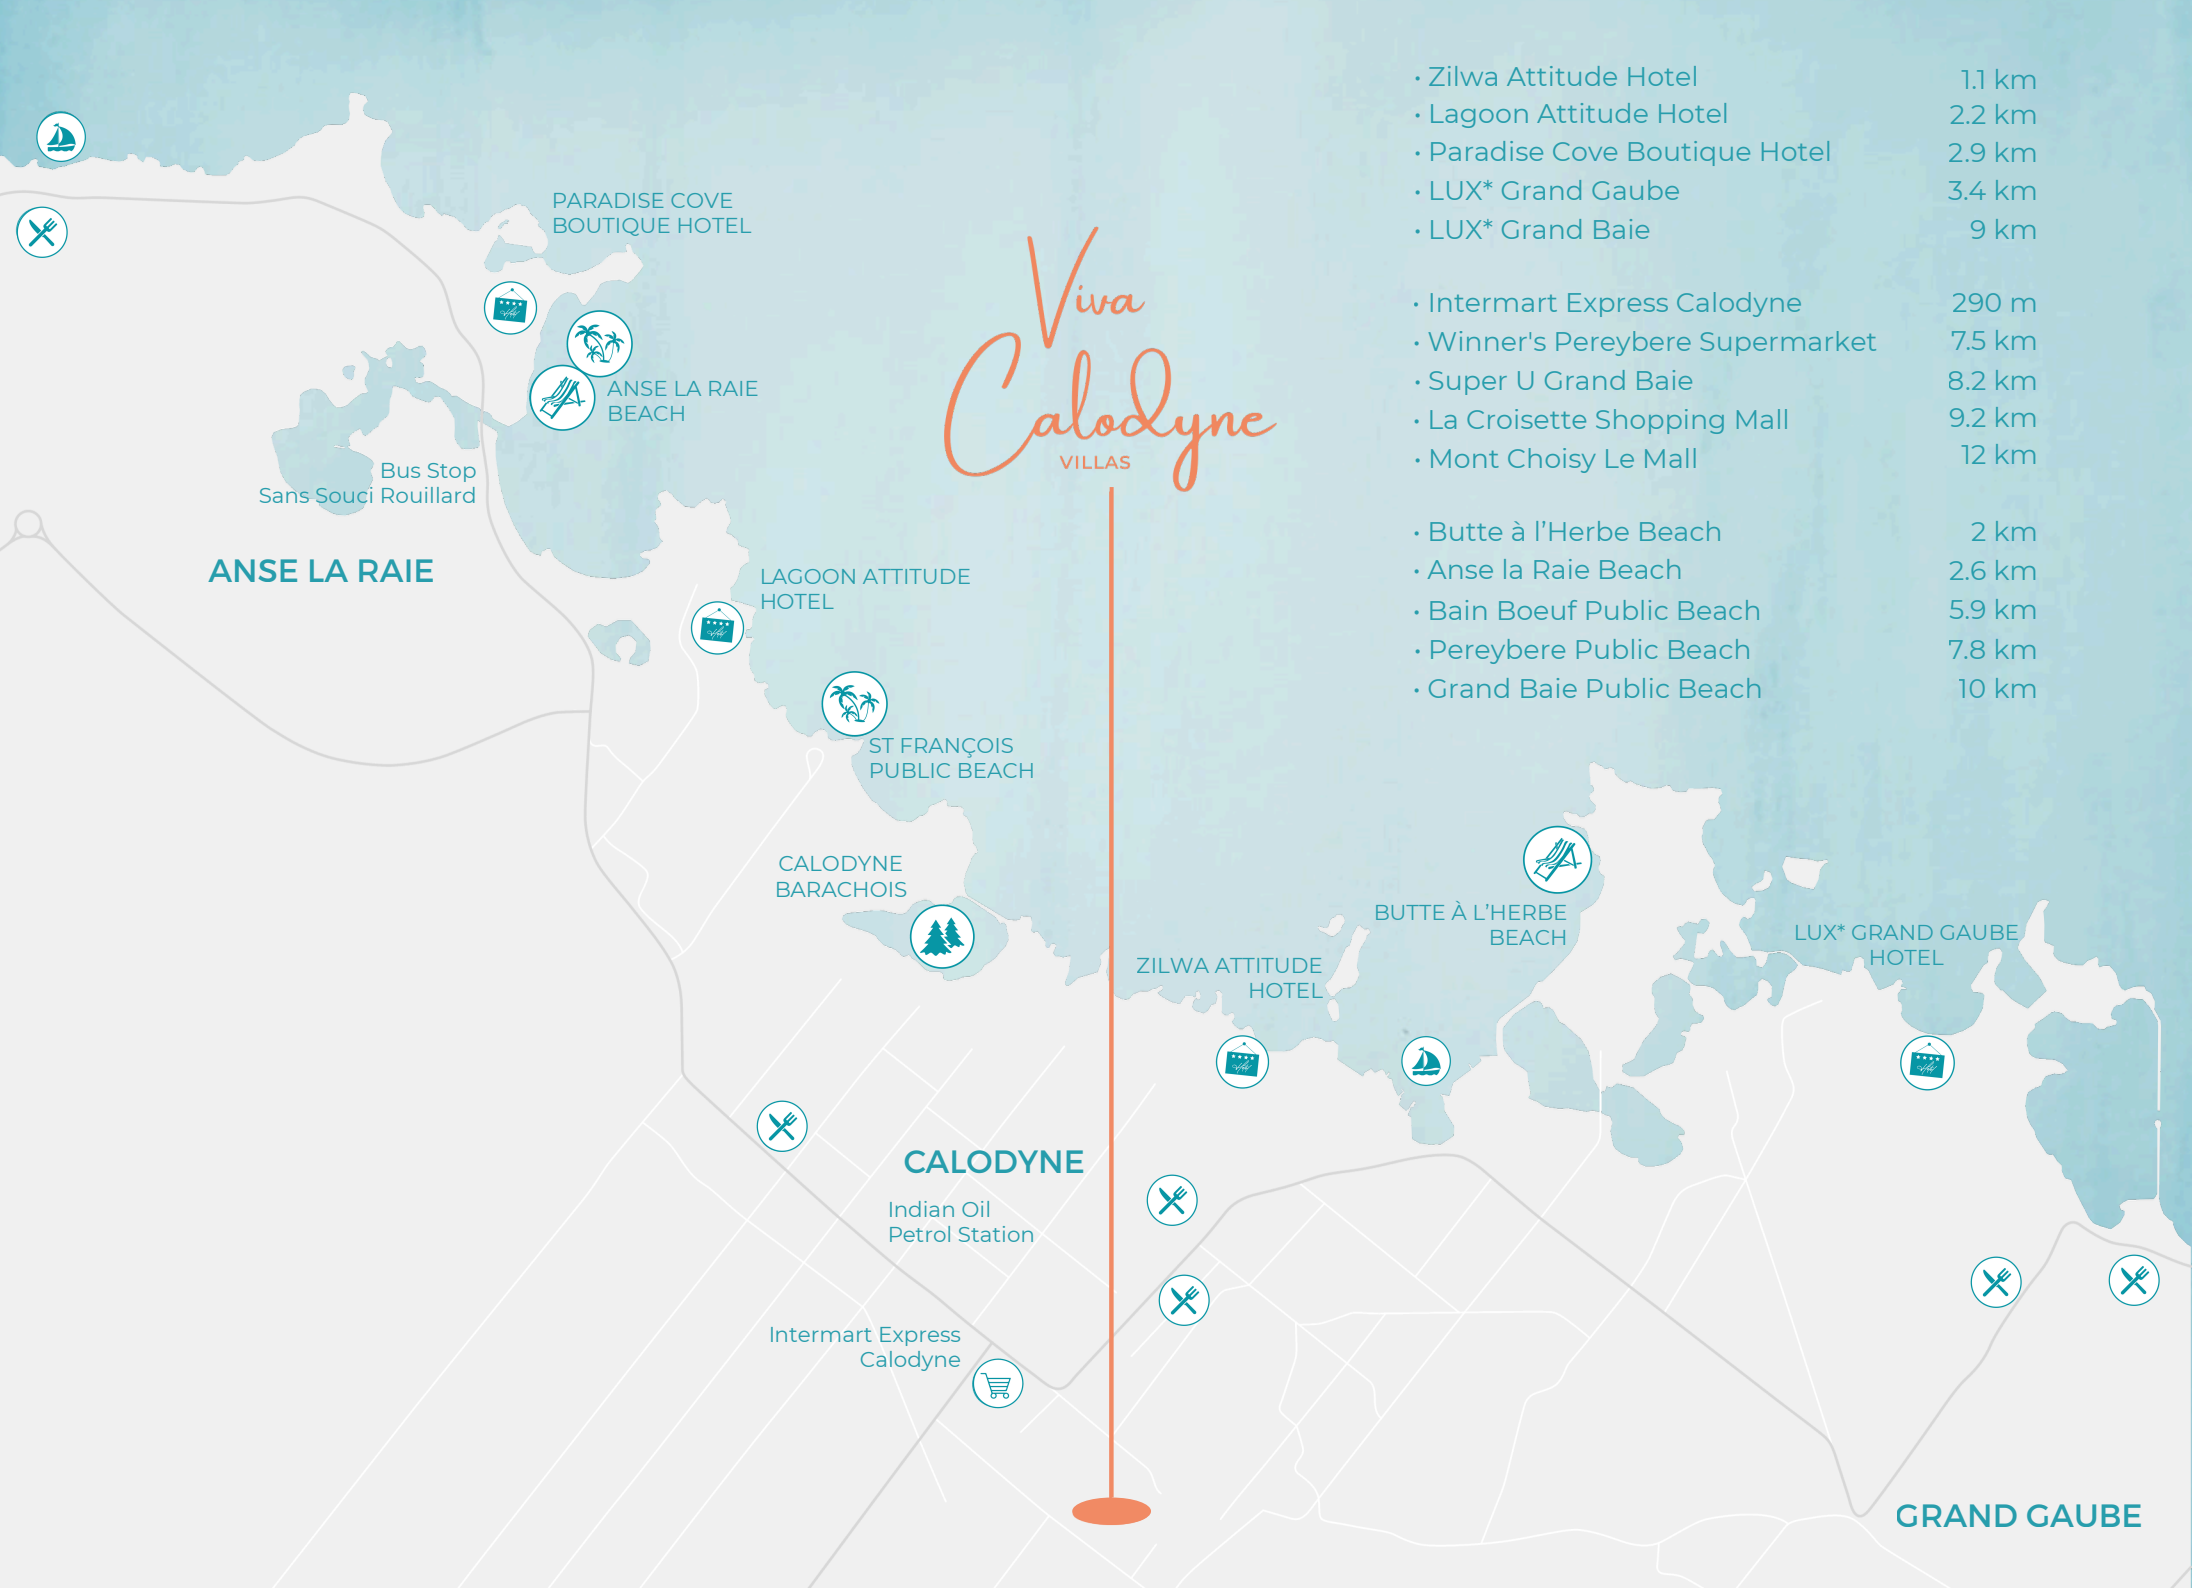 • Zilwa Attitude Hotel 1.1 km
• Lagoon Attitude Hotel 2.2 km
• Paradise Cove Boutique Hotel 2.9 km
• LUX* Grand Gaube 3.4 km
• LUX* Grand Baie 9 km
• Intermart Express Calodyne 290 m
• Winner's Pereybere Supermarket 7.5 km
• Super U Grand Baie 8.2 km
• La Croisette Shopping Mall 9.2 km
• Mont Choisy Le Mall 12 km
• Butte à l’Herbe Beach 2 km
• Anse la Raie Beach 2.6 km
• Bain Boeuf Public Beach 5.9 km
• Pereybere Public Beach 7.8 km
• Grand Baie Public Beach 10 km
Viva
Calodyne
VILLAS
PARADISE COVE
BOUTIQUE HOTEL
ANSE LA RAIE
BEACH
Bus Stop
Sans Souci Rouillard
ANSE LA RAIE
LAGOON ATTITUDE
HOTEL
ST FRANÇOIS
PUBLIC BEACH
CALODYNE
BARACHOIS
ZILWA ATTITUDE
HOTEL
BUTTE À L’HERBE
BEACH
LUX* GRAND GAUBE
HOTEL
CALODYNE
Indian Oil
Petrol Station
Intermart Express
Calodyne
GRAND GAUBE